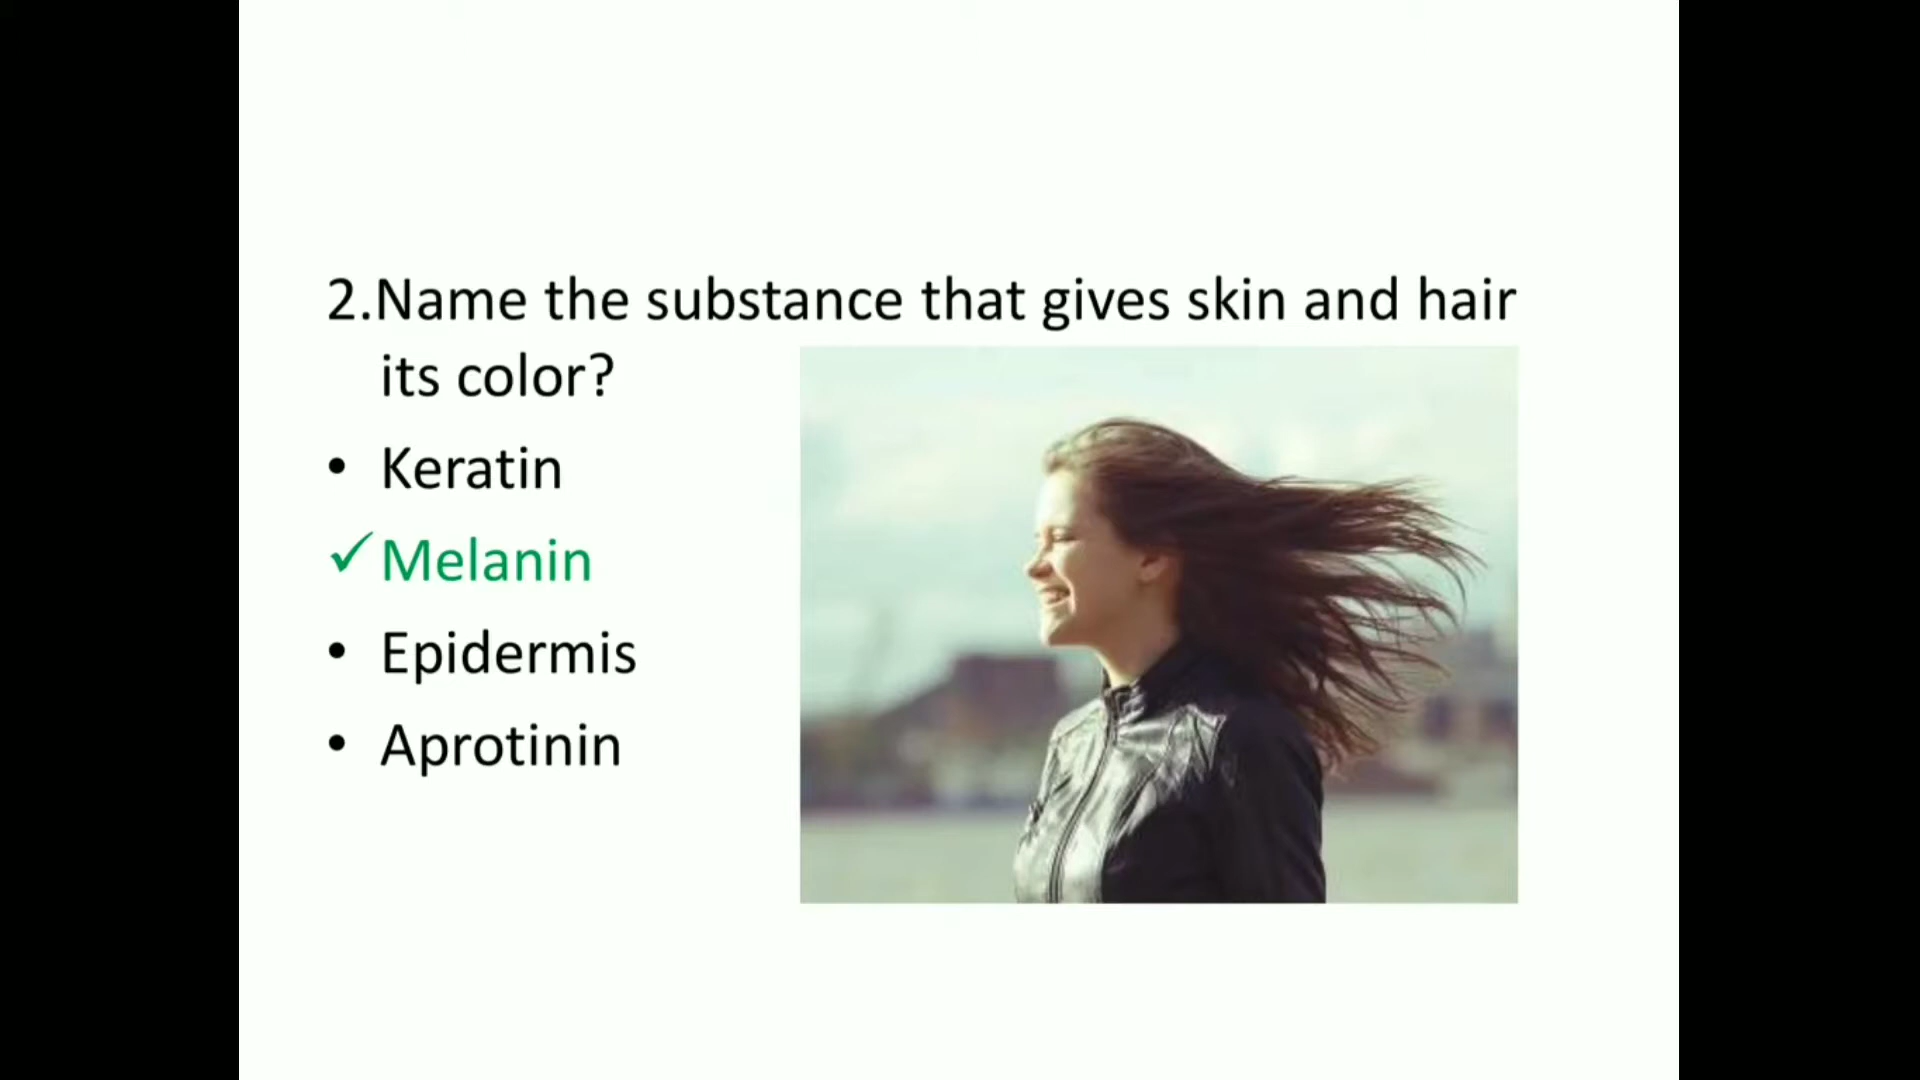 2.Name the substance that gives skin and hair
its color?
• Keratin
✓ Melanin
• Epidermis
• Aprotinin